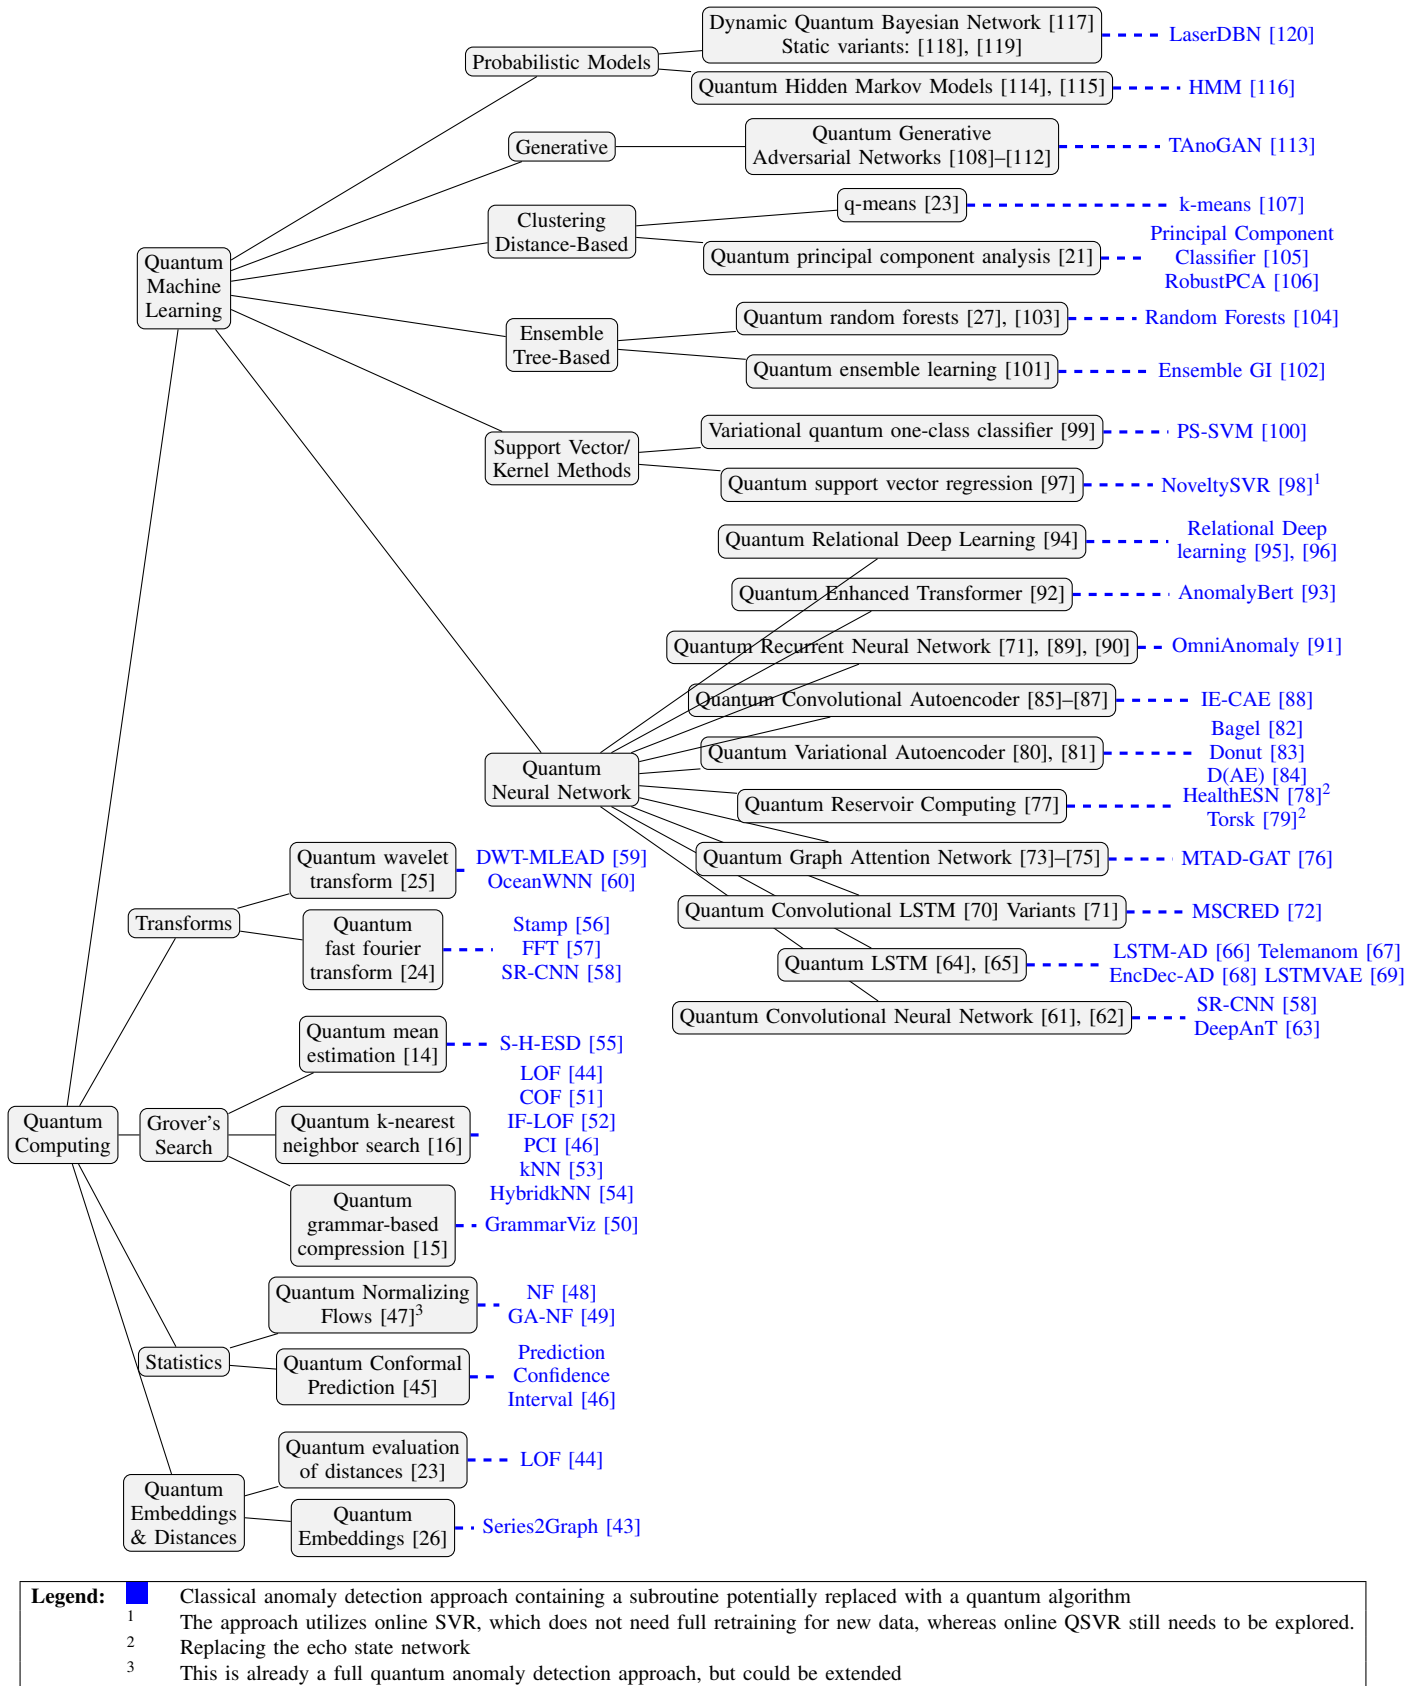 Dynamic Quantum Bayesian Network [117]
Static variants: [118], [119]
LaserDBN [120]
Probabilistic Models
Quantum Hidden Markov Models [114], [115]
HMM [116]
Generative
Quantum Generative
Adversarial Networks [108]–[112]
TAnoGAN [113]
Clustering
Distance-Based
q-means [23]
k-means [107]
Quantum principal component analysis [21]
Principal Component
Classifier [105]
RobustPCA [106]
Quantum
Machine
Learning
Ensemble
Tree-Based
Quantum random forests [27], [103]
Random Forests [104]
Quantum ensemble learning [101]
Ensemble GI [102]
Support Vector/
Kernel Methods
Variational quantum one-class classifier [99]
PS-SVM [100]
Quantum support vector regression [97]
NoveltySVR [98]1
Quantum Relational Deep Learning [94]
Relational Deep
learning [95], [96]
Quantum Enhanced Transformer [92]
AnomalyBert [93]
Quantum Recurrent Neural Network [71], [89], [90]
OmniAnomaly [91]
Quantum Convolutional Autoencoder [85]–[87]
IE-CAE [88]
Quantum
Neural Network
Quantum Variational Autoencoder [80], [81]
Bagel [82]
Donut [83]
D(AE) [84]
Quantum Reservoir Computing [77]
HealthESN [78]2
Torsk [79]2
Quantum Graph Attention Network [73]–[75]
MTAD-GAT [76]
Quantum Convolutional LSTM [70] Variants [71]
MSCRED [72]
Quantum LSTM [64], [65]
LSTM-AD [66] Telemanom [67]
EncDec-AD [68] LSTMVAE [69]
Quantum Convolutional Neural Network [61], [62]
SR-CNN [58]
DeepAnT [63]
Transforms
Quantum wavelet
transform [25]
DWT-MLEAD [59]
OceanWNN [60]
Quantum
fast fourier
transform [24]
Stamp [56]
FFT [57]
SR-CNN [58]
Quantum
Computing
Grover's
Search
Quantum mean
estimation [14]
S-H-ESD [55]
Quantum k-nearest
neighbor search [16]
LOF [44]
COF [51]
IF-LOF [52]
PCI [46]
kNN [53]
HybridkNN [54]
Quantum
grammar-based
compression [15]
GrammarViz [50]
Statistics
Quantum Normalizing
Flows [47]3
NF [48]
GA-NF [49]
Quantum Conformal
Prediction [45]
Prediction
Confidence
Interval [46]
Quantum
Embeddings
& Distances
Quantum evaluation
of distances [23]
LOF [44]
Quantum
Embeddings [26]
Series2Graph [43]
Legend: Classical anomaly detection approach containing a subroutine potentially replaced with a quantum algorithm
1 The approach utilizes online SVR, which does not need full retraining for new data, whereas online QSVR still needs to be explored.
2 Replacing the echo state network
3 This is already a full quantum anomaly detection approach, but could be extended